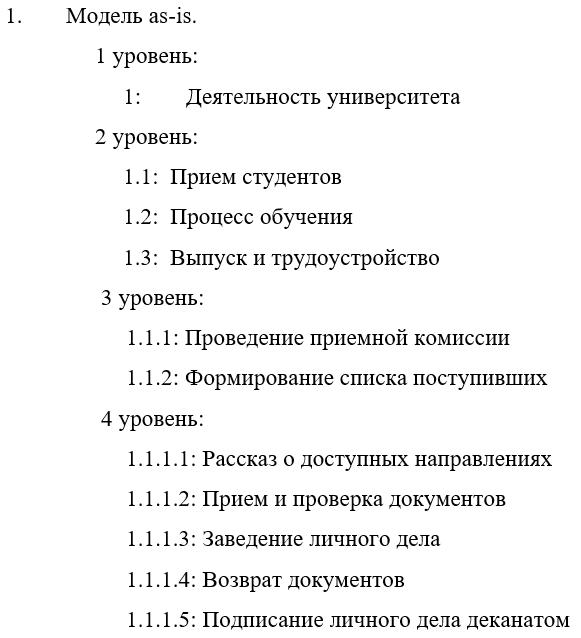 1. Модель as-is.
1 уровень:
1: Деятельность университета
2 уровень:
1.1: Прием студентов
1.2: Процесс обучения
1.3: Выпуск и трудоустройство
3 уровень:
1.1.1: Проведение приемной комиссии
1.1.2: Формирование списка поступивших
4 уровень:
1.1.1.1: Рассказ о доступных направлениях
1.1.1.2: Прием и проверка документов
1.1.1.3: Заведение личного дела
1.1.1.4: Возврат документов
1.1.1.5: Подписание личного дела деканатом